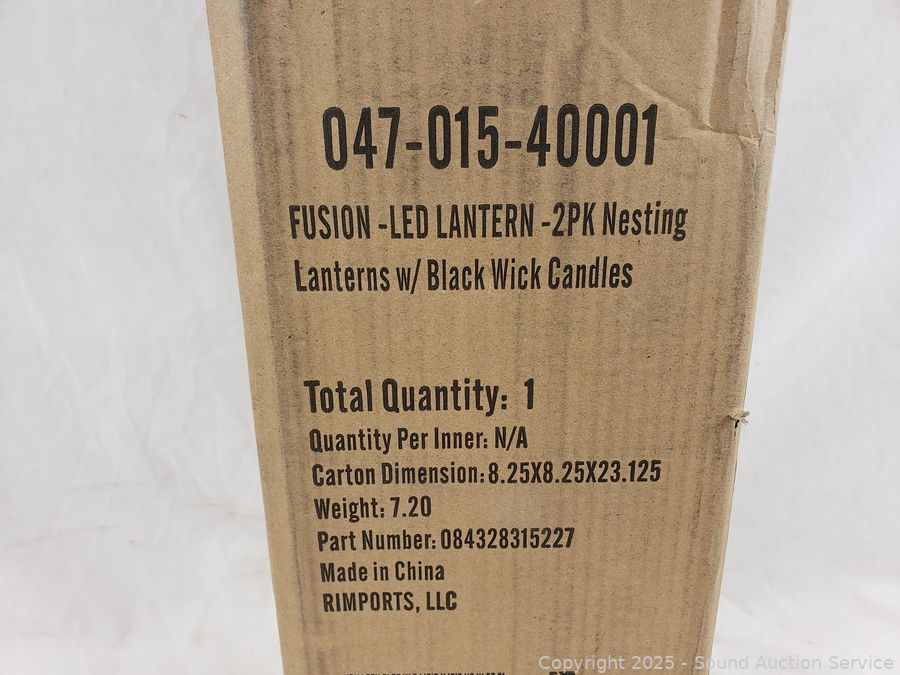 047-015-40001
FUSION -LED LANTERN -2PK Nesting
Lanterns w/ Black Wick Candles
Total Quantity: 1
Quantity Per Inner: N/A
Carton Dimension: 8.25X8.25X23.125
Weight: 7.20
Part Number: 084328315227
Made in China
RIMPORTS, LLC
Copyright 2025 - Sound Auction Service